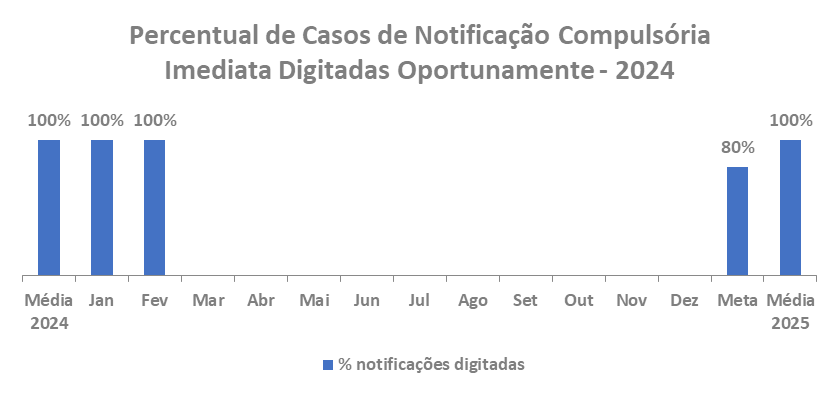 Percentual de Casos de Notificação Compulsória
Imediata Digitadas Oportunamente - 2024
100% 100% 100% 80% 100%
Média Jan Fev Mar Abr Mai Jun Jul Ago Set Out Nov Dez Meta Média
2024 2025
% notificações digitadas